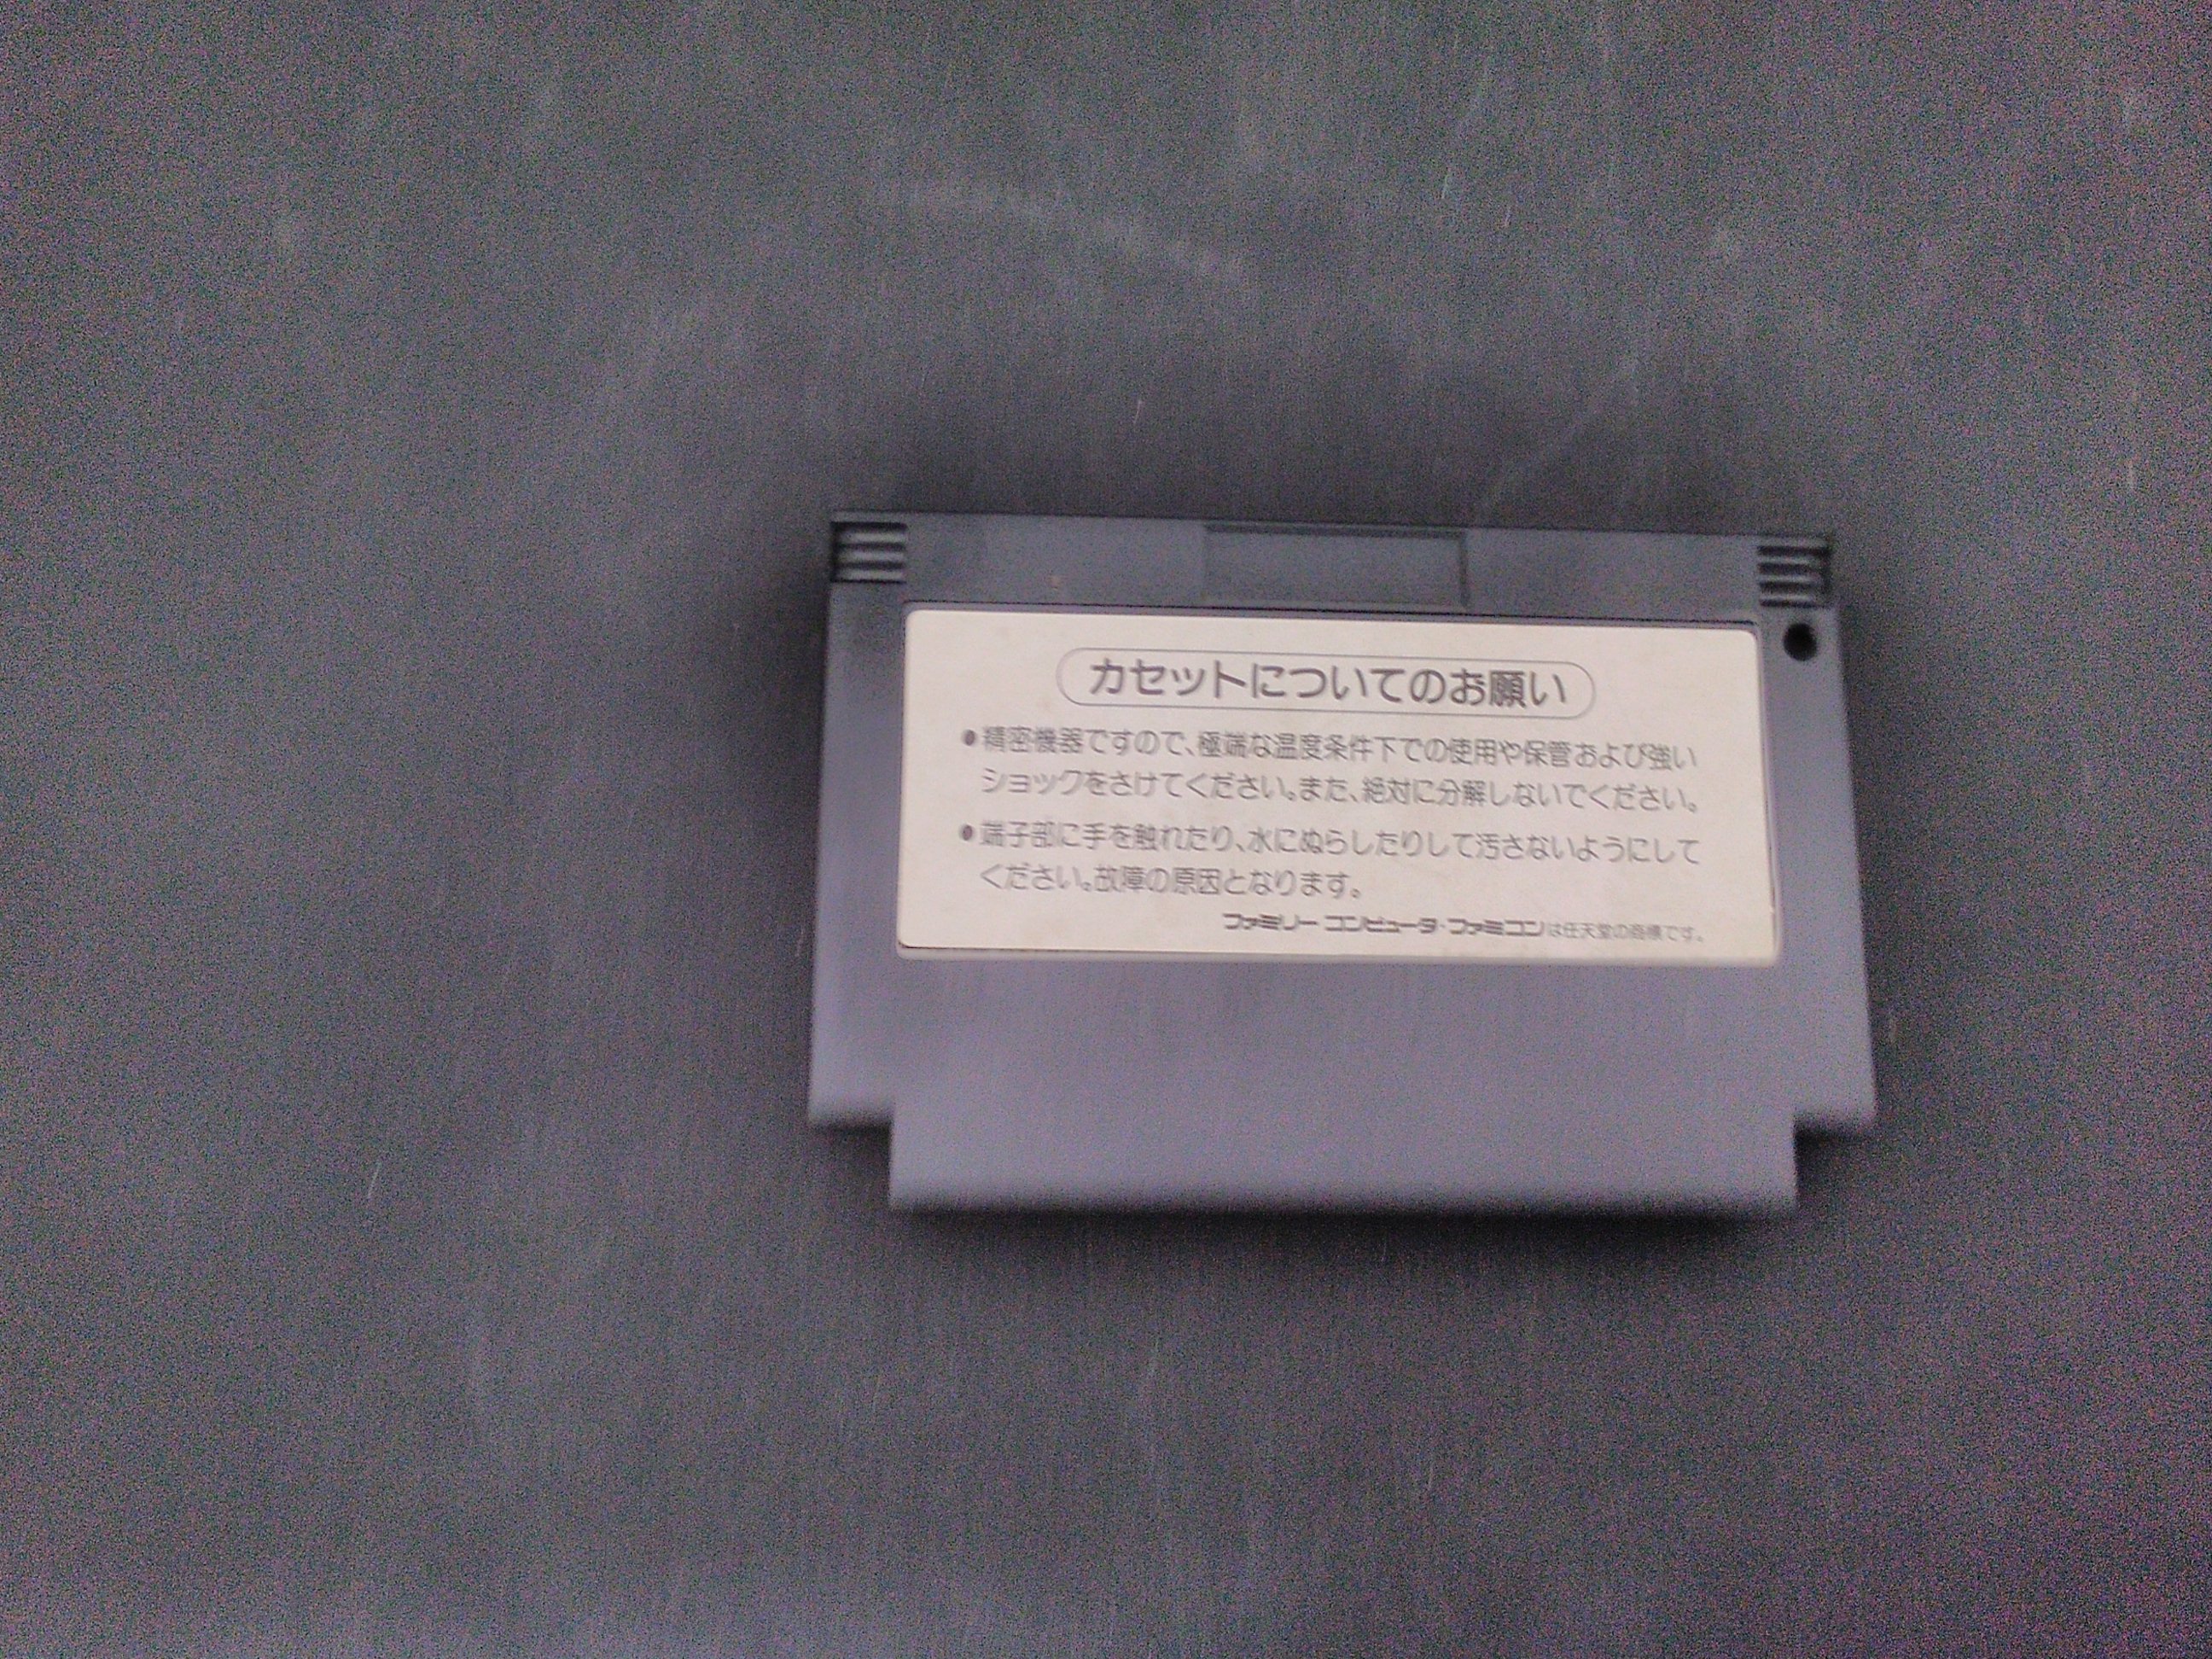 カセットについてのお願い
●精密機器ですので、極端な温度条件下での使用や保管および強い
ショックをさけてください。また、絶対に分解しないでください。
●端子部に手を触れたり、水にぬらしたりして汚さないようにして
ください。故障の原因となります。
ファミリーコンピュータ・ファミコンは任天堂の商標です。